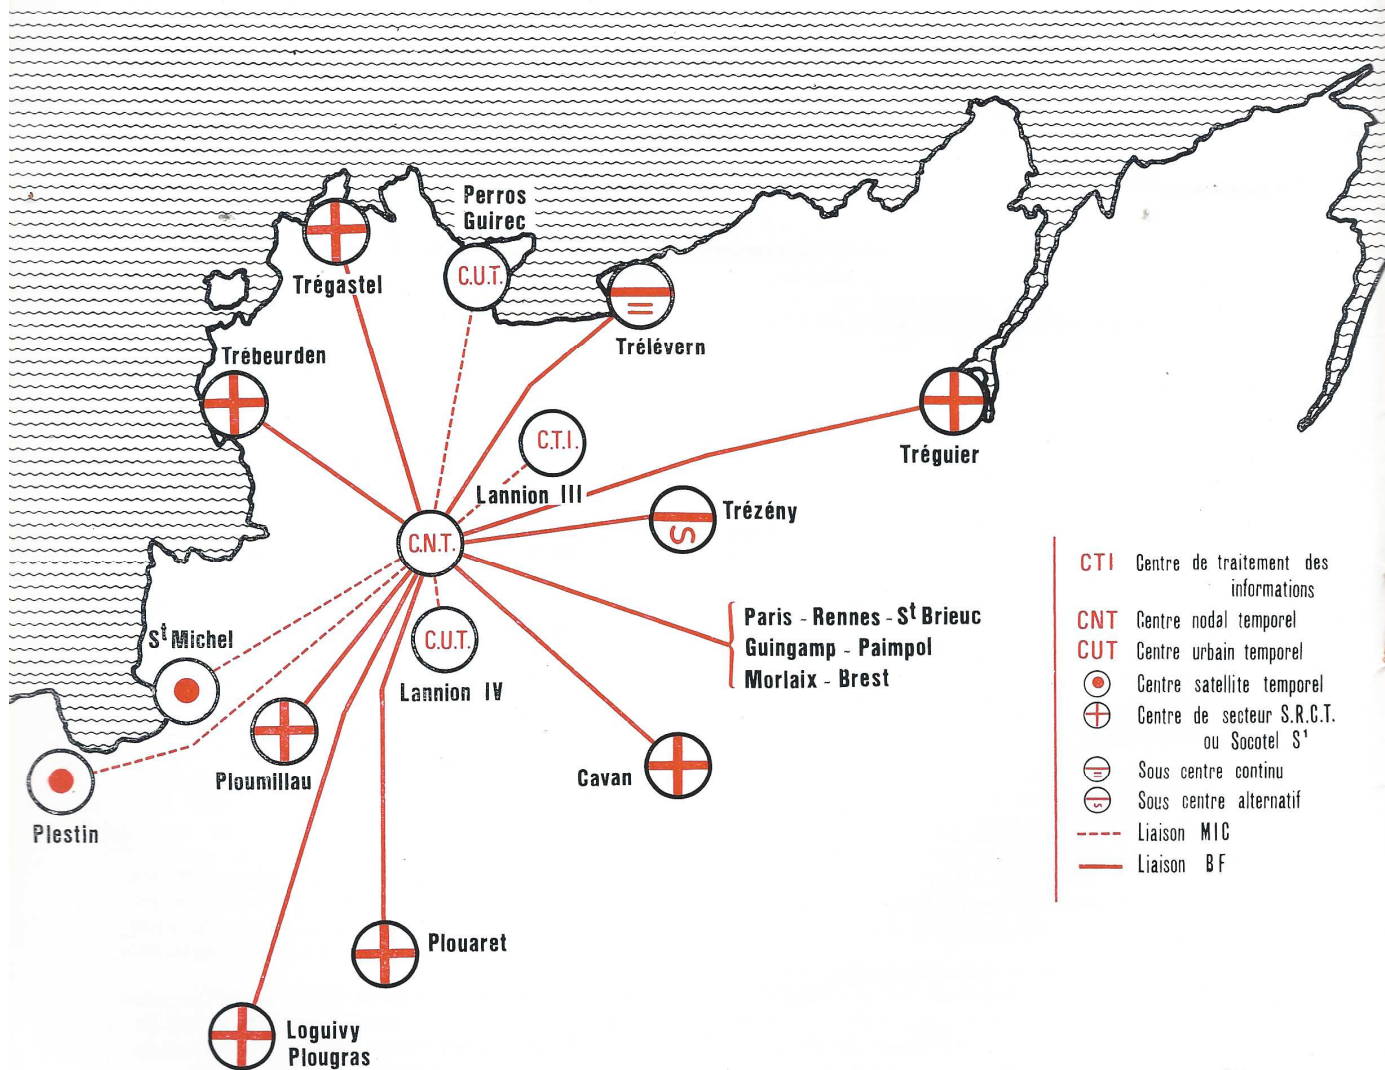 Perros
Guirec
C.U.T.
Trégastel
Trélévern
Trébeurden
C.T.I.
Lannion III
Tréguier
Trézény
S
C.N.T.
C.U.T.
Lannion IV
St Michel
Paris - Rennes - St Brieuc
Guingamp - Paimpol
Morlaix - Brest
Ploumillau
Cavan
Plestin
Plouaret
Loguivy
Plougras
CTI Centre de traitement des
informations
CNT Centre nodal temporel
CUT Centre urbain temporel
Centre satellite temporel
Centre de secteur S.R.C.T.
ou Socotel S1
Sous centre continu
S Sous centre alternatif
Liaison MIC
Liaison BF